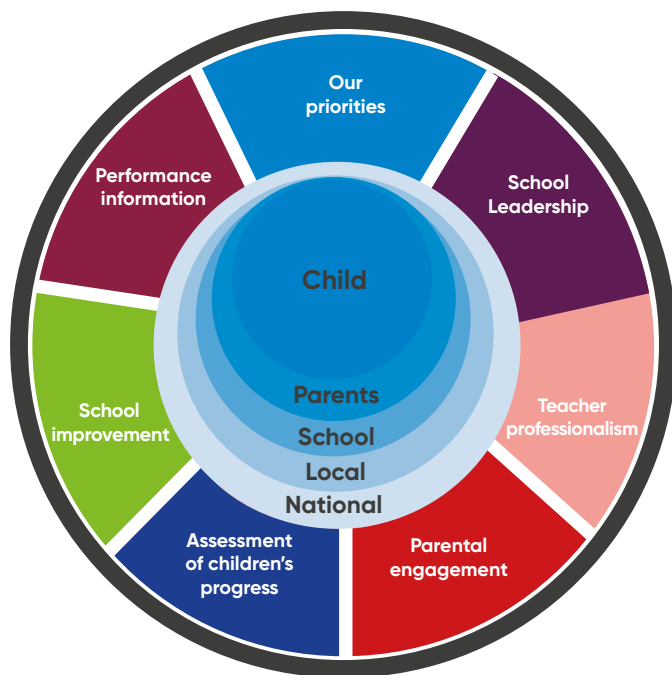 Our
priorities
School
Leadership
Teacher
professionalism
Parental
engagement
Assessment
of children's
progress
School
improvement
Performance
information
Child
Parents
School
Local
National